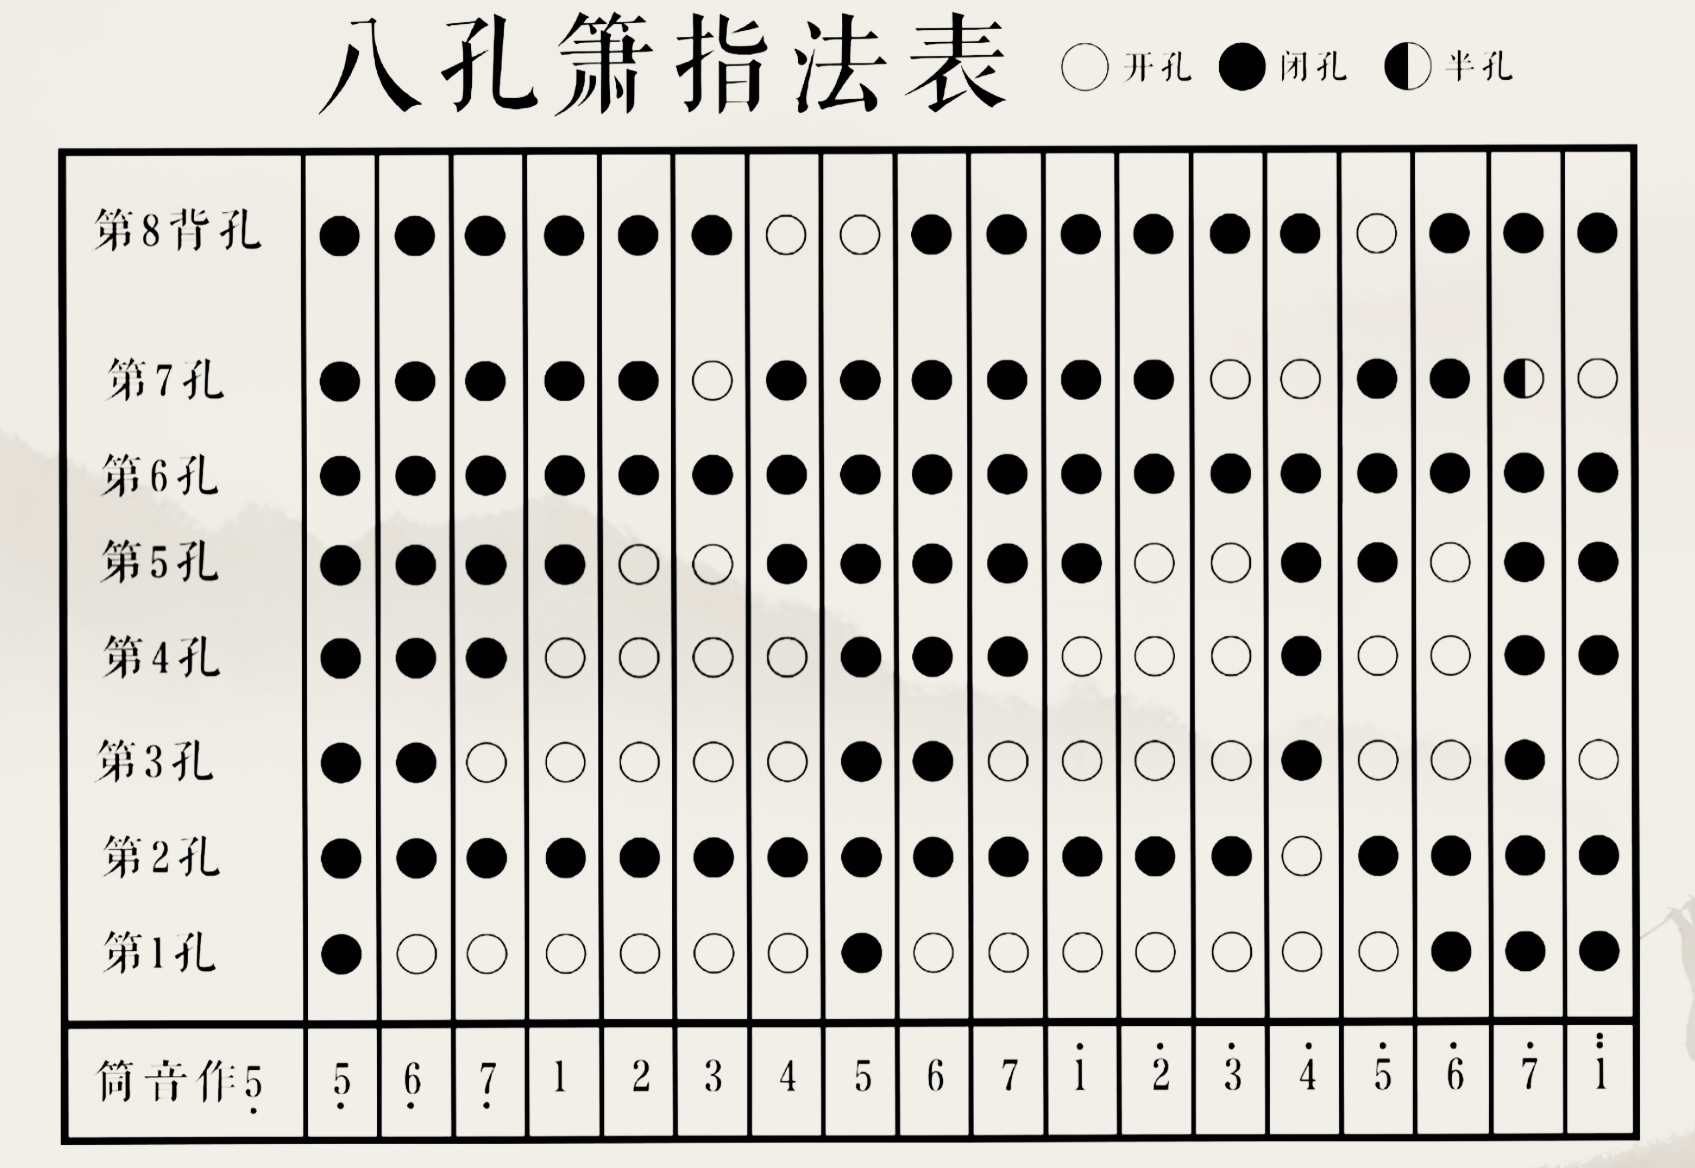 八孔箫指法表 ○开孔 ●闭孔 ◐半孔
第8背孔 ● ● ● ● ● ● ○ ○ ● ● ● ● ● ● ○ ● ● ●
第7孔 ● ● ● ● ● ○ ● ● ● ● ● ● ○ ○ ● ● ◐ ○
第6孔 ● ● ● ● ● ● ● ● ● ● ● ● ● ● ● ● ● ●
第5孔 ● ● ● ● ○ ○ ● ● ● ● ● ○ ○ ● ● ○ ● ●
第4孔 ● ● ● ○ ○ ○ ○ ● ● ● ○ ○ ○ ● ○ ○ ● ●
第3孔 ● ● ○ ○ ○ ○ ○ ● ● ○ ○ ○ ○ ● ○ ○ ● ○
第2孔 ● ● ● ● ● ● ● ● ● ● ● ● ● ○ ● ● ● ●
第1孔 ● ○ ○ ○ ○ ○ ○ ● ○ ○ ○ ○ ○ ○ ○ ● ● ●
筒音作5̣ 5̣ 6̣ 7̣ 1 2 3 4 5 6 7 1̇ 2̇ 3̇ 4̇ 5̇ 6̇ 7̇ 1̈